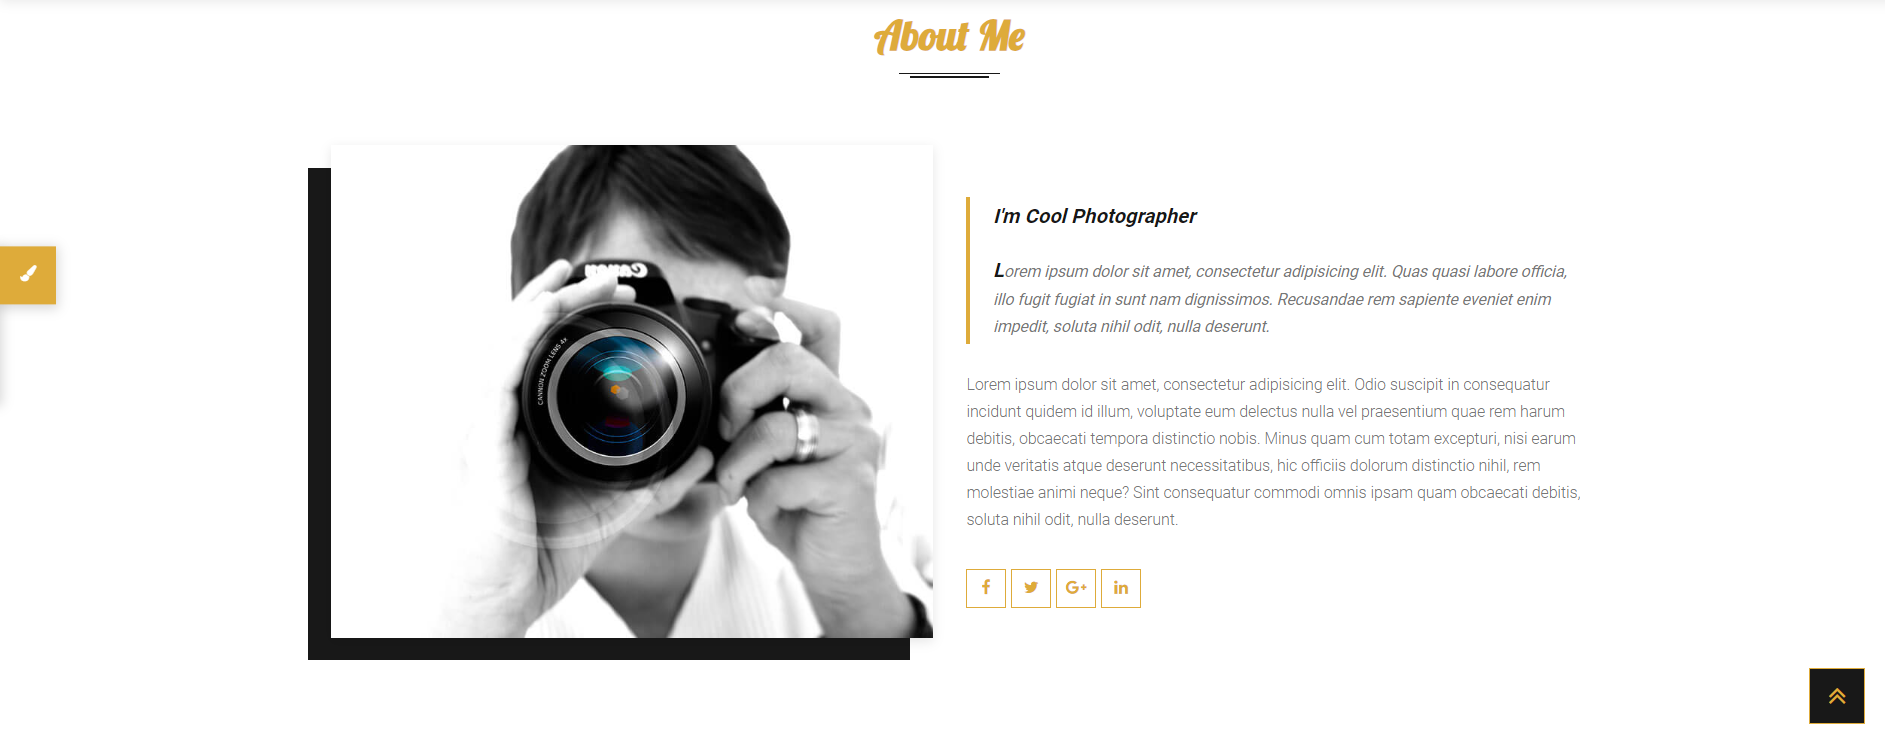 About Me
Canon
CANNON ZOOM LENS 4x
I'm Cool Photographer
Lorem ipsum dolor sit amet, consectetur adipisicing elit. Quas quasi labore officia,
illo fugit fugiat in sunt nam dignissimos. Recusandae rem sapiente eveniet enim
impedit, soluta nihil odit, nulla deserunt.
Lorem ipsum dolor sit amet, consectetur adipisicing elit. Odio suscipit in consequatur
incidunt quidem id illum, voluptate eum delectus nulla vel praesentium quae rem harum
debitis, obcaecati tempora distinctio nobis. Minus quam cum totam excepturi, nisi earum
unde veritatis atque deserunt necessitatibus, hic officiis dolorum distinctio nihil, rem
molestiae animi neque? Sint consequatur commodi omnis ipsam quam obcaecati debitis,
soluta nihil odit, nulla deserunt.
f
G+
in